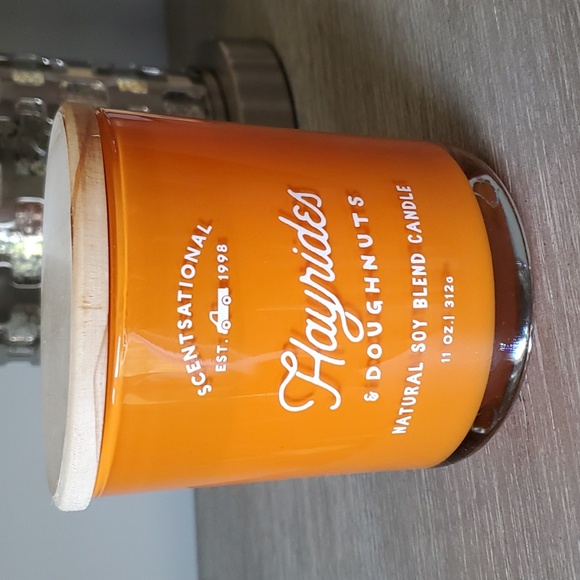 SCENTSATIONAL
EST. 1998
Hayrides
& DOUGHNUTS
NATURAL SOY BLEND CANDLE
11 OZ.| 312G